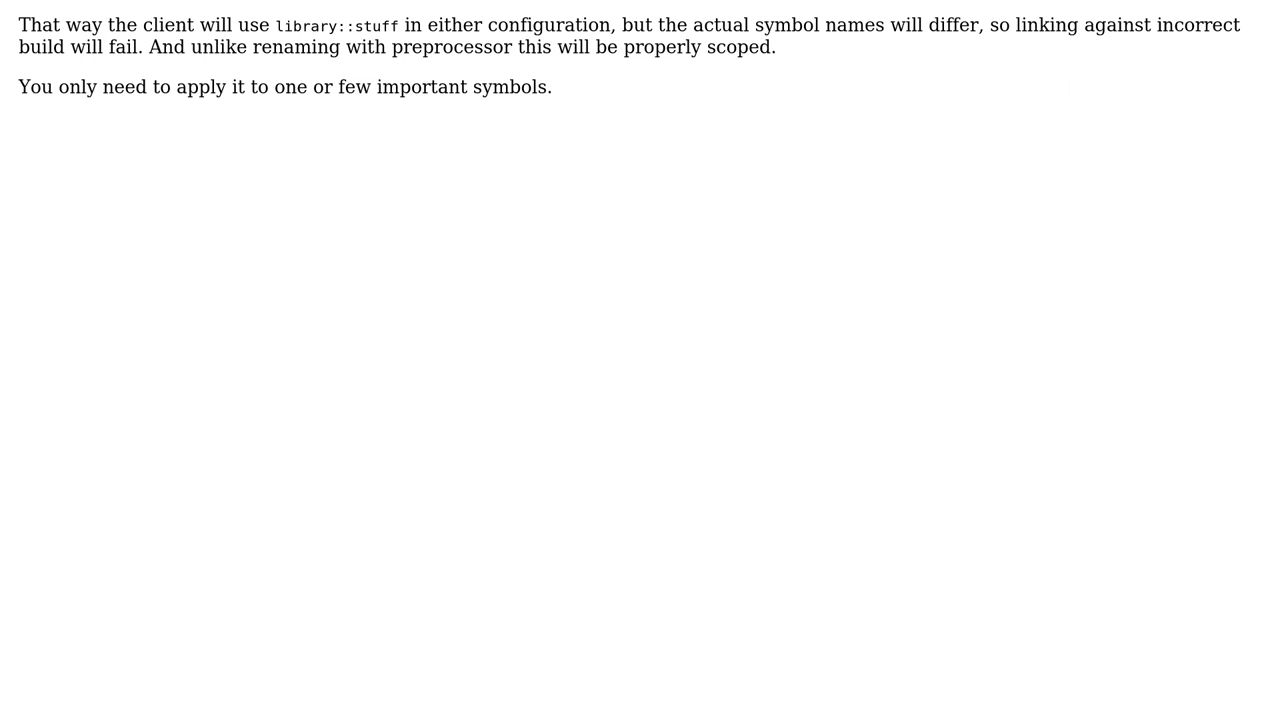 That way the client will use library::stuff in either configuration, but the actual symbol names will differ, so linking against incorrect
build will fail. And unlike renaming with preprocessor this will be properly scoped.
You only need to apply it to one or few important symbols.